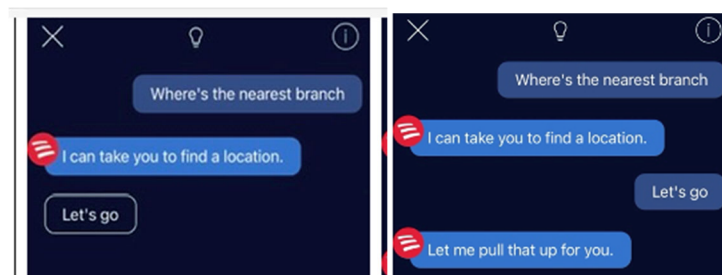 Where's the nearest branch
I can take you to find a location.
Let's go
Where's the nearest branch
I can take you to find a location.
Let's go
Let me pull that up for you.